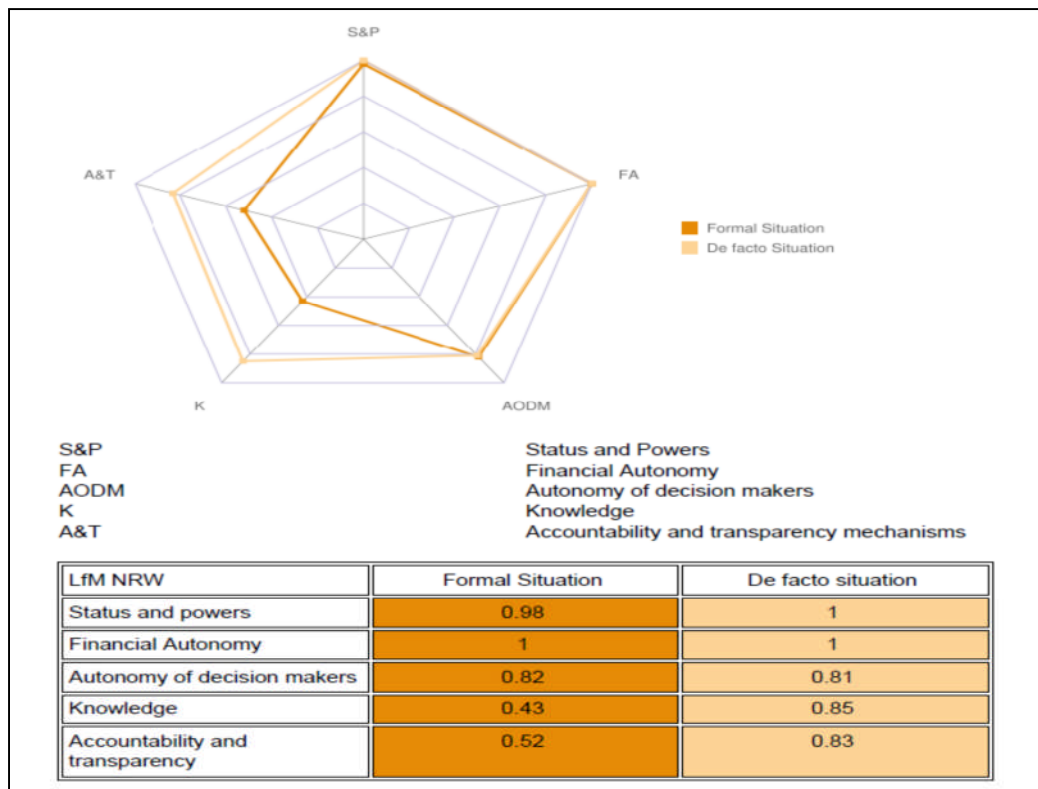 S&P
A&T
FA
Formal Situation
De facto Situation
K
AODM
S&P Status and Powers
FA Financial Autonomy
AODM Autonomy of decision makers
K Knowledge
A&T Accountability and transparency mechanisms
LfM NRW Formal Situation De facto situation
Status and powers 0.98 1
Financial Autonomy 1 1
Autonomy of decision makers 0.82 0.81
Knowledge 0.43 0.85
Accountability and 0.52 0.83
transparency